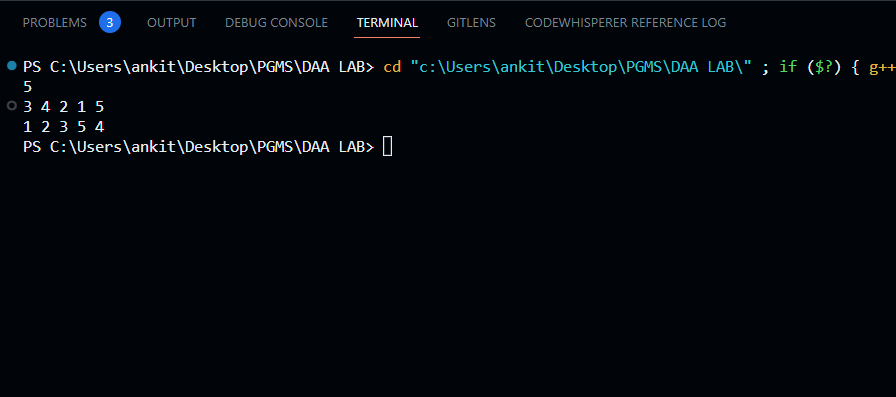 PROBLEMS 3 OUTPUT DEBUG CONSOLE TERMINAL GITLENS CODEWHISPERER REFERENCE LOG
PS C:\Users\ankit\Desktop\PGMS\DAA LAB> cd "c:\Users\ankit\Desktop\PGMS\DAA LAB\" ; if ($?) { g++
5
3 4 2 1 5
1 2 3 5 4
PS C:\Users\ankit\Desktop\PGMS\DAA LAB>